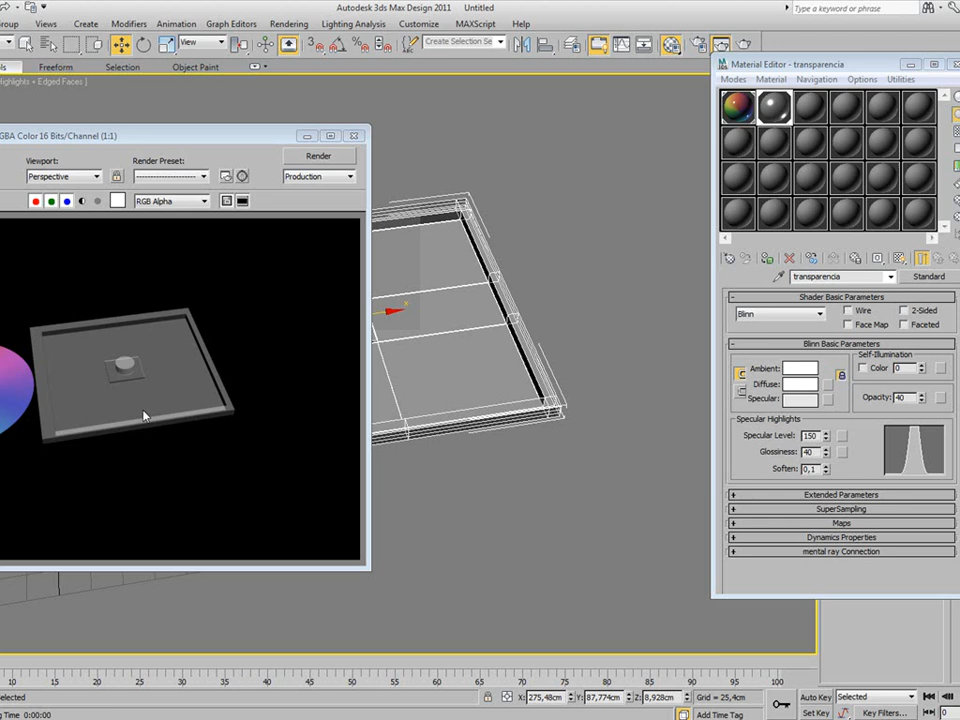 Autodesk 3ds Max Design 2011 Untitled
Type a keyword or phrase
Group Views Create Modifiers Animation Graph Editors Rendering Lighting Analysis Customize MAXScript Help
View
Create Selection Se
Freeform Selection Object Paint
Highlights + Edged Faces ]
Material Editor - transparencia
Modes Material Navigation Options Utilities
RGBA Color 16 Bits/Channel (1:1)
Viewport: Render Preset: Render
Perspective Production
RGB Alpha
transparencia Standard
Shader Basic Parameters
Blinn Wire 2-Sided
Face Map Faceted
Blinn Basic Parameters
Self-Illumination
Ambient: Color 0
Diffuse:
Specular: Opacity: 40
Specular Highlights
Specular Level: 150
Glossiness: 40
Soften: 0,1
Extended Parameters
SuperSampling
Maps
Dynamics Properties
mental ray Connection
x
10 15 20 25 30 35 40 45 50 55 60 65 70 75 80 85 90 95 100
Selected X: 275,48cm Y: 87,774cm Z: 8,928cm Grid = 25,4cm Auto Key Selected
Time 0:00:00 Add Time Tag Set Key Key Filters... 0